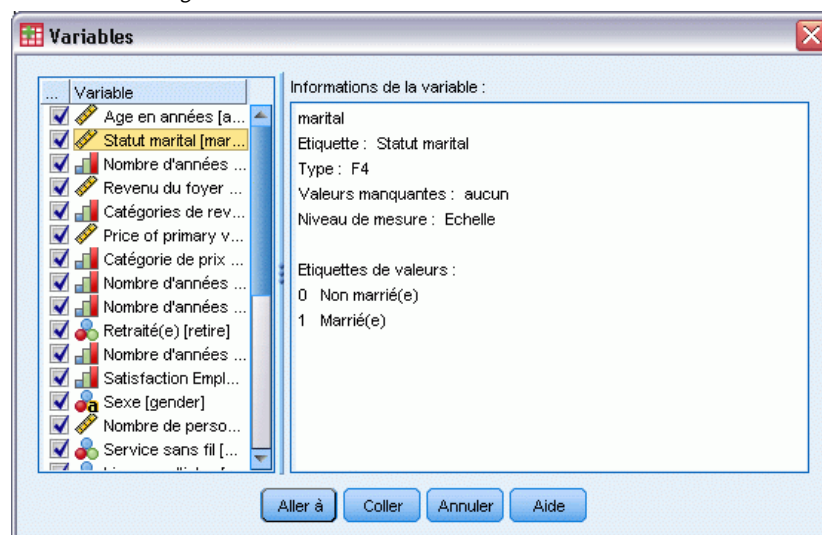 Variables
... Variable
Age en années [a...
Statut marital [mar...
Nombre d'années ...
Revenu du foyer ...
Catégories de rev...
Price of primary v...
Catégorie de prix ...
Nombre d'années ...
Nombre d'années ...
Retraité(e) [retire]
Nombre d'années ...
Satisfaction Empl...
Sexe [gender]
Nombre de perso...
Service sans fil [...
Informations de la variable :
marital
Etiquette : Statut marital
Type : F4
Valeurs manquantes : aucun
Niveau de mesure : Echelle
Etiquettes de valeurs :
0 Non marrié(e)
1 Marrié(e)
Aller à Coller Annuler Aide